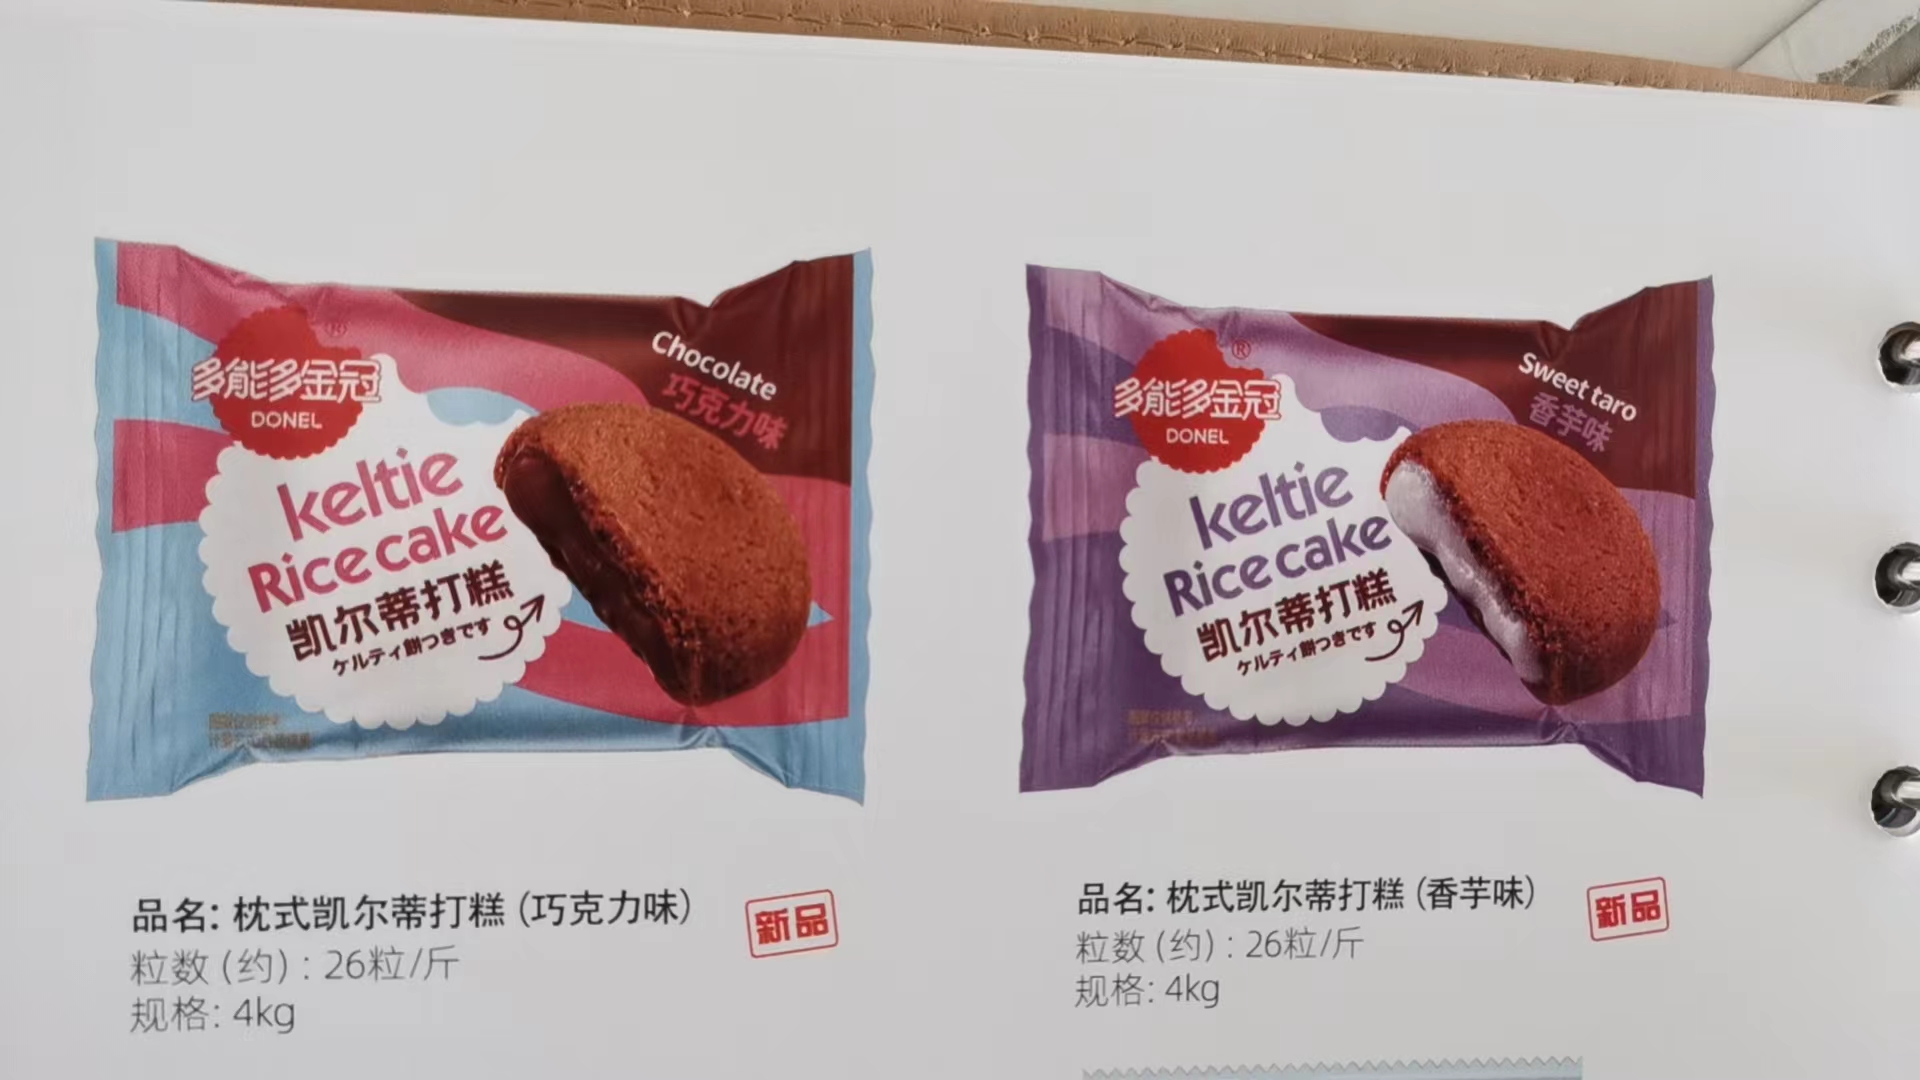 多能多金冠®
DONEL
Chocolate
巧克力味
keltie
Rice cake
凯尔蒂打糕
ケルティ餅つきです
品名: 枕式凯尔蒂打糕 (巧克力味)
新品
粒数 (约) : 26粒/斤
规格: 4kg
多能多金冠®
DONEL
Sweet taro
香芋味
keltie
Rice cake
凯尔蒂打糕
ケルティ餅つきです
品名: 枕式凯尔蒂打糕 (香芋味)
新品
粒数 (约) : 26粒/斤
规格: 4kg